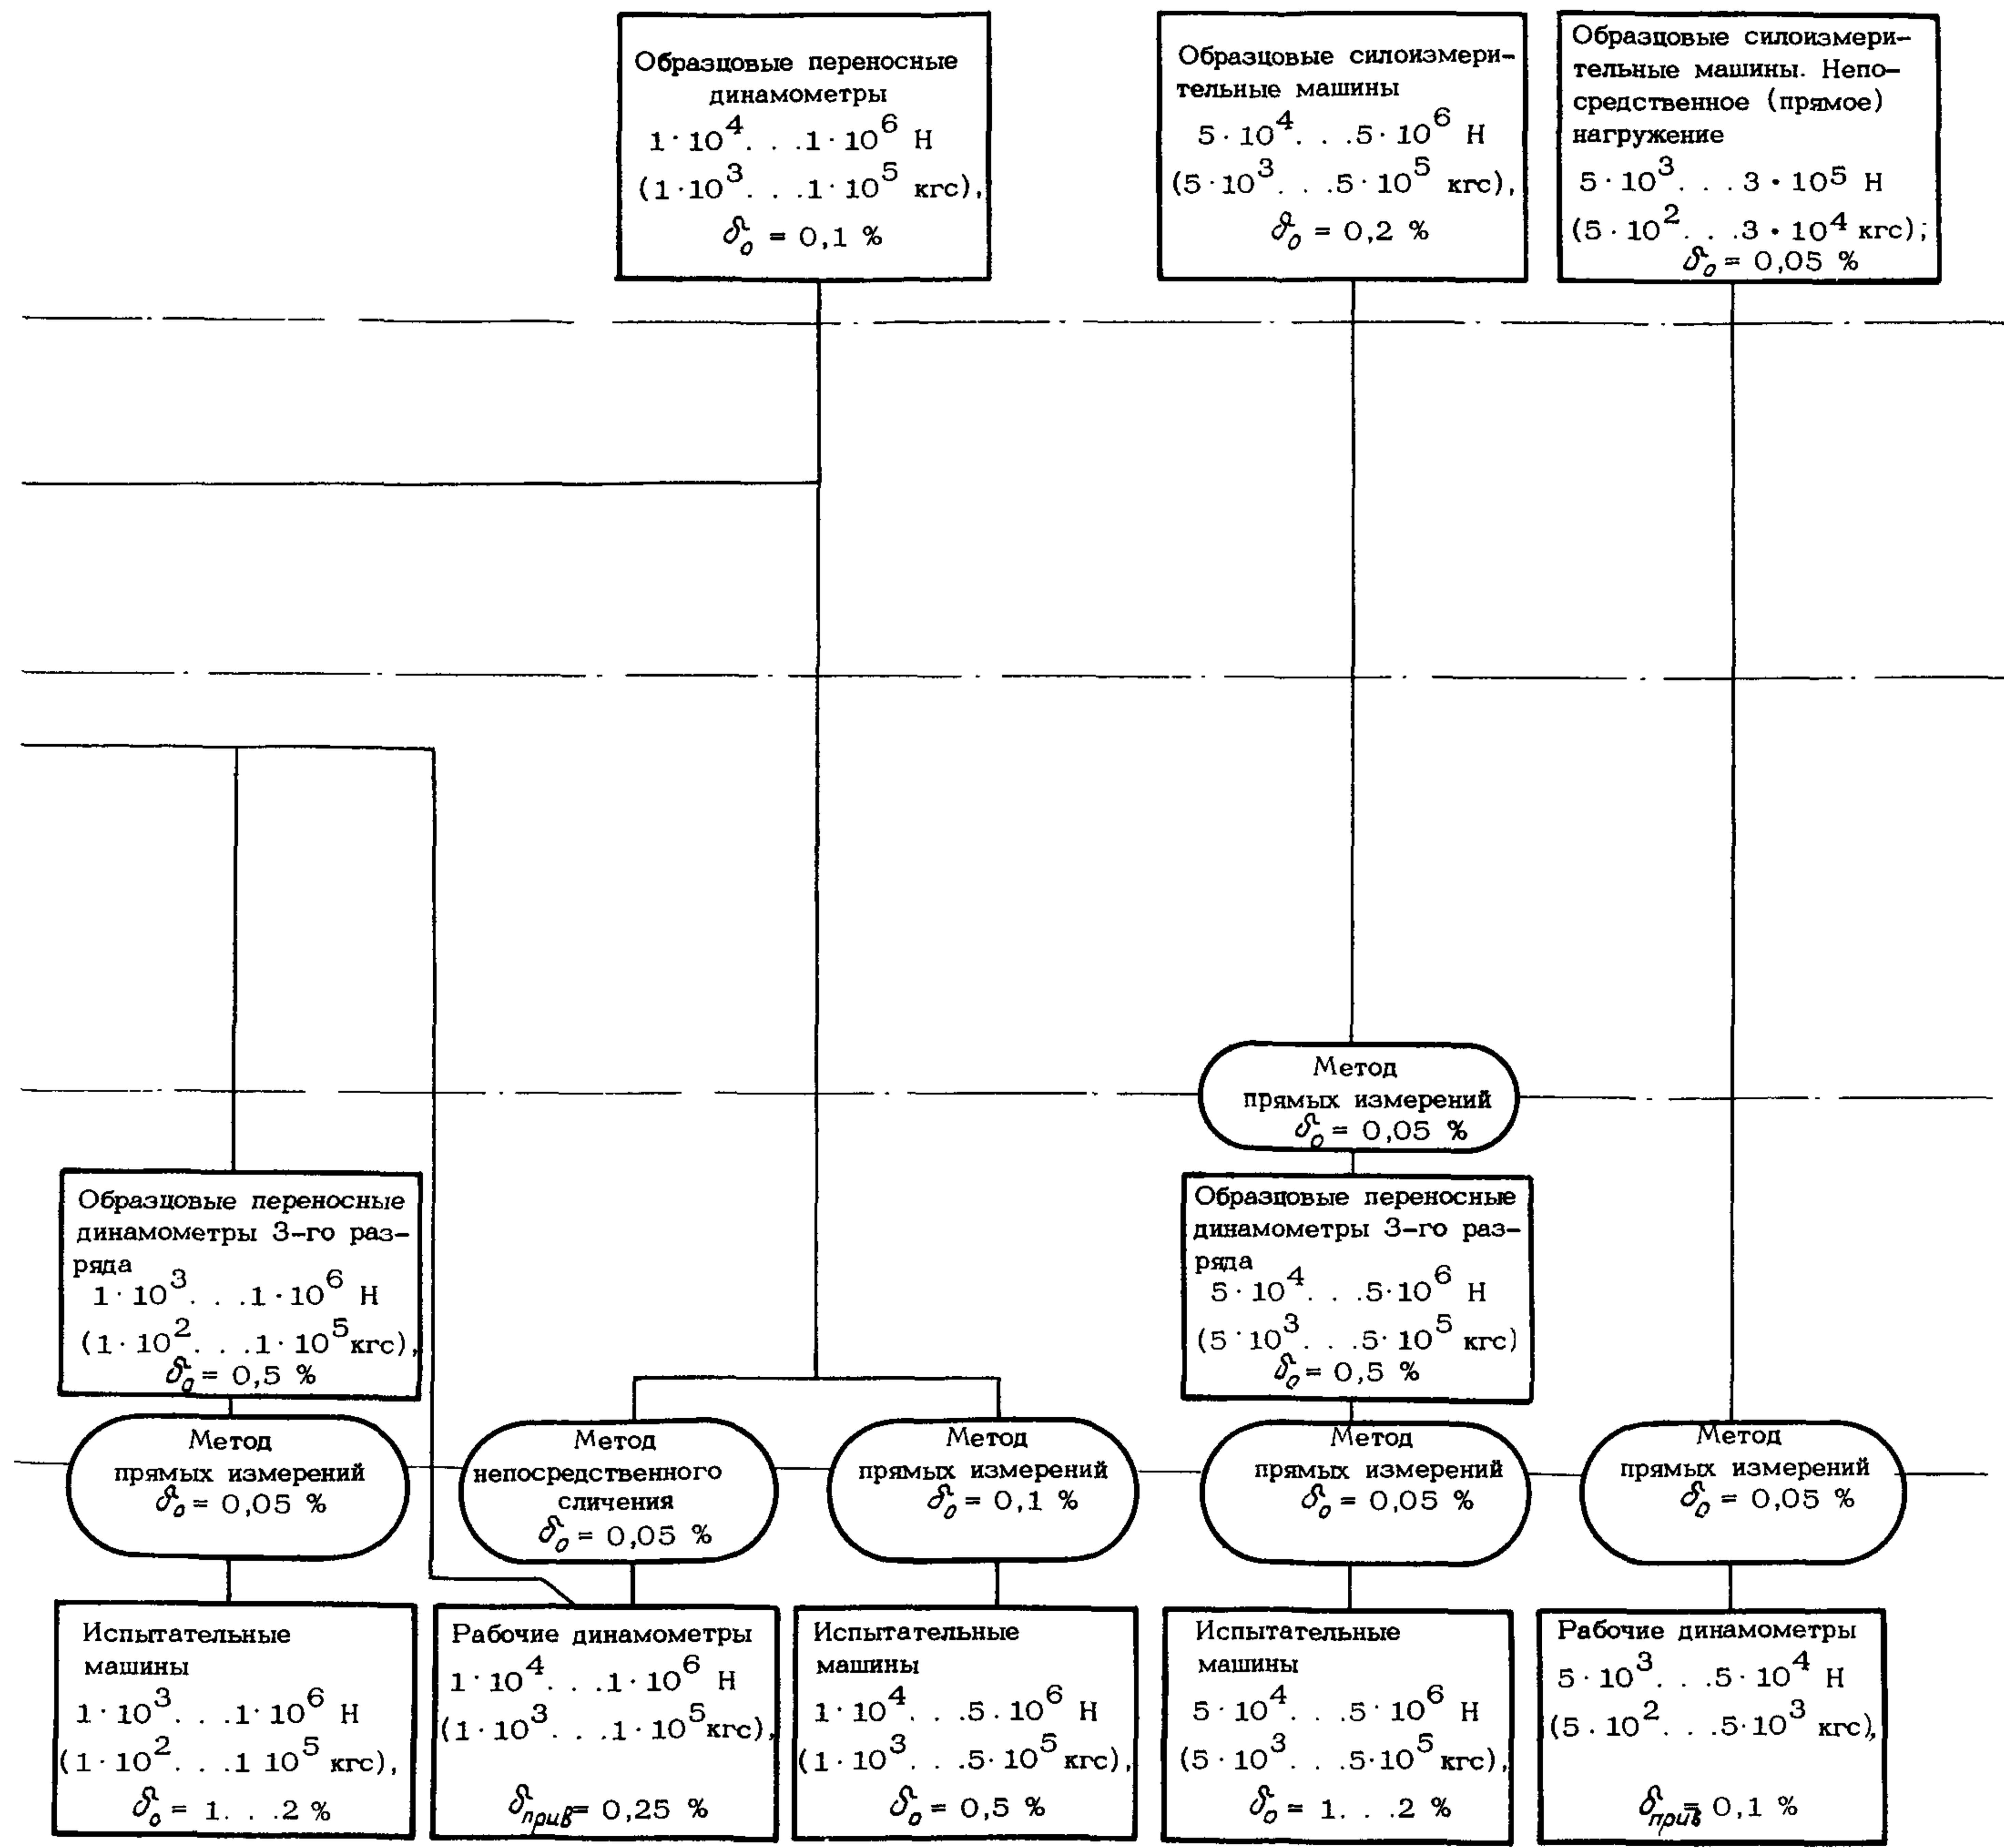 Образцовые переносные
динамометры
1·10⁴. . .1·10⁶ Н
(1·10³. . .1·10⁵ кгс),
δ₀ = 0,1 %
Образцовые силоизмери-
тельные машины
5·10⁴. . .5·10⁶ Н
(5·10³. . .5·10⁵ кгс),
δ₀ = 0,2 %
Образцовые силоизмери-
тельные машины. Непо-
средственное (прямое)
нагружение
5·10³. . .3·10⁵ Н
(5·10². . .3·10⁴ кгс);
δ₀ = 0,05 %
Метод
прямых измерений
δ₀ = 0,05 %
Образцовые переносные
динамометры 3-го раз-
ряда
1·10³. . .1·10⁶ Н
(1·10². . .1·10⁵ кгс),
δ₀ = 0,5 %
Образцовые переносные
динамометры 3-го раз-
ряда
5·10⁴. . .5·10⁶ Н
(5·10³. . .5·10⁵ кгс)
δ₀ = 0,5 %
Метод
прямых измерений
δ₀ = 0,05 %
Метод
непосредственного
сличения
δ₀ = 0,05 %
Метод
прямых измерений
δ₀ = 0,1 %
Метод
прямых измерений
δ₀ = 0,05 %
Метод
прямых измерений
δ₀ = 0,05 %
Испытательные
машины
1·10³. . .1·10⁶ Н
(1·10². . .1 10⁵ кгс),
δ₀ = 1. . .2 %
Рабочие динамометры
1·10⁴. . .1·10⁶ Н
(1·10³. . .1·10⁵ кгс),
δприв = 0,25 %
Испытательные
машины
1·10⁴. . .5·10⁶ Н
(1·10³. . .5·10⁵ кгс),
δ₀ = 0,5 %
Испытательные
машины
5·10⁴. . .5·10⁶ Н
(5·10³. . .5·10⁵ кгс),
δ₀ = 1. . .2 %
Рабочие динамометры
5·10³. . .5·10⁴ Н
(5.10². . .5·10³ кгс),
δприв = 0,1 %